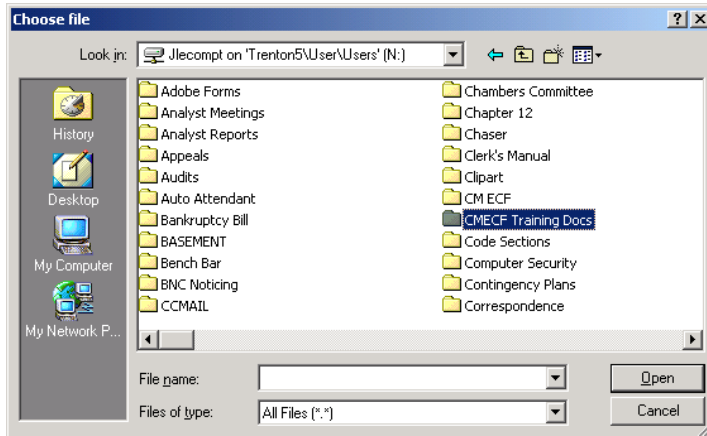 Choose file
Look in: Jlecompt on 'Trenton5\User\Users' (N:)
History
Desktop
My Computer
My Network P...
Adobe Forms
Analyst Meetings
Analyst Reports
Appeals
Audits
Auto Attendant
Bankruptcy Bill
BASEMENT
Bench Bar
BNC Noticing
CCMAIL
Chambers Committee
Chapter 12
Chaser
Clerk's Manual
Clipart
CM ECF
CMECF Training Docs
Code Sections
Computer Security
Contingency Plans
Correspondence
File name:
Open
Files of type: All Files (*.*)
Cancel